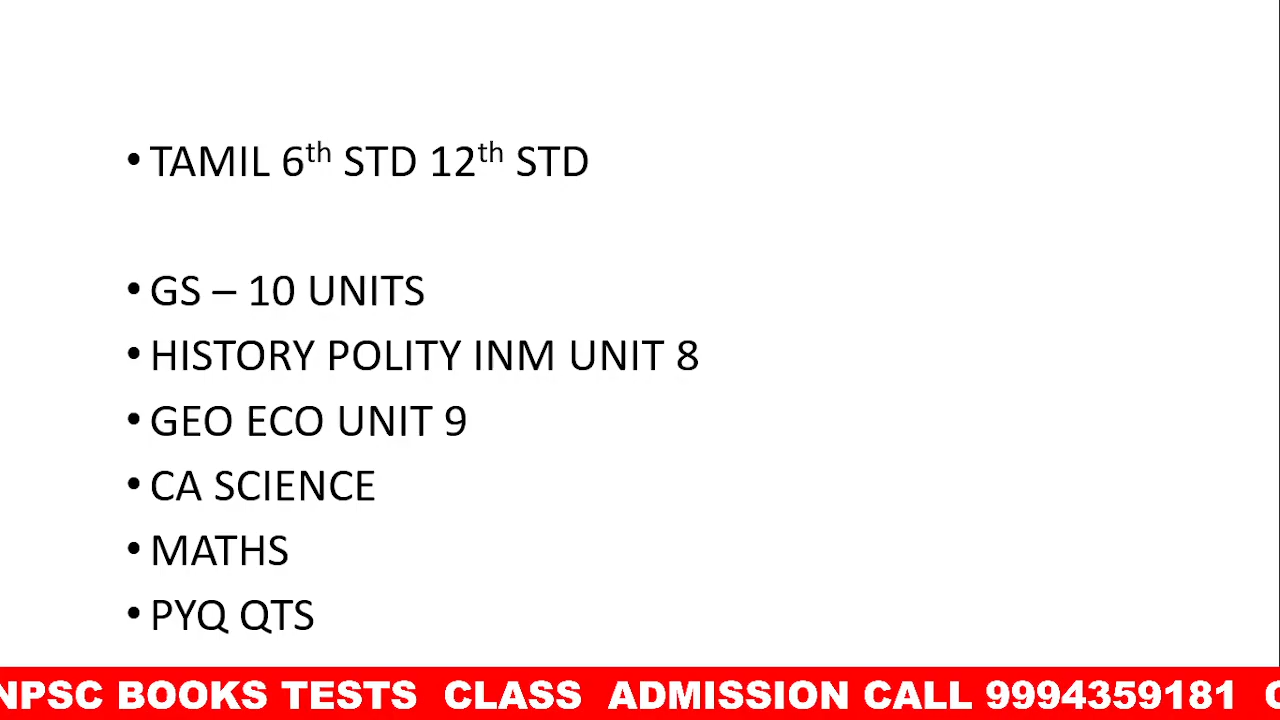 • TAMIL 6th STD 12th STD
• GS – 10 UNITS
• HISTORY POLITY INM UNIT 8
• GEO ECO UNIT 9
• CA SCIENCE
• MATHS
• PYQ QTS
NPSC BOOKS TESTS CLASS ADMISSION CALL 9994359181